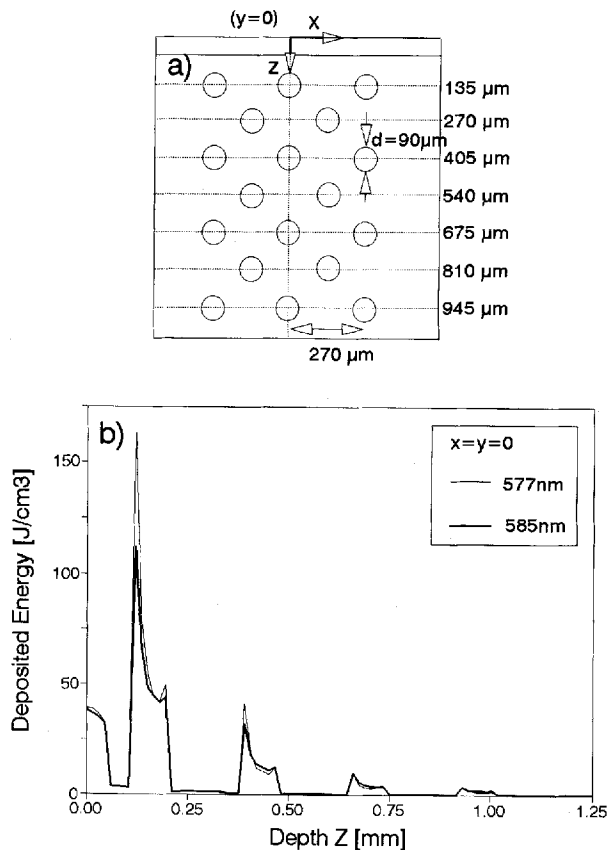 (y=0)
x
a)
z
135 µm
270 µm
d=90µm
405 µm
540 µm
675 µm
810 µm
945 µm
270 µm
b)
Deposited Energy [J/cm3]
150
100
50
0
x=y=0
577nm
585nm
0.00
0.25
0.50
0.75
1.00
1.25
Depth Z [mm]